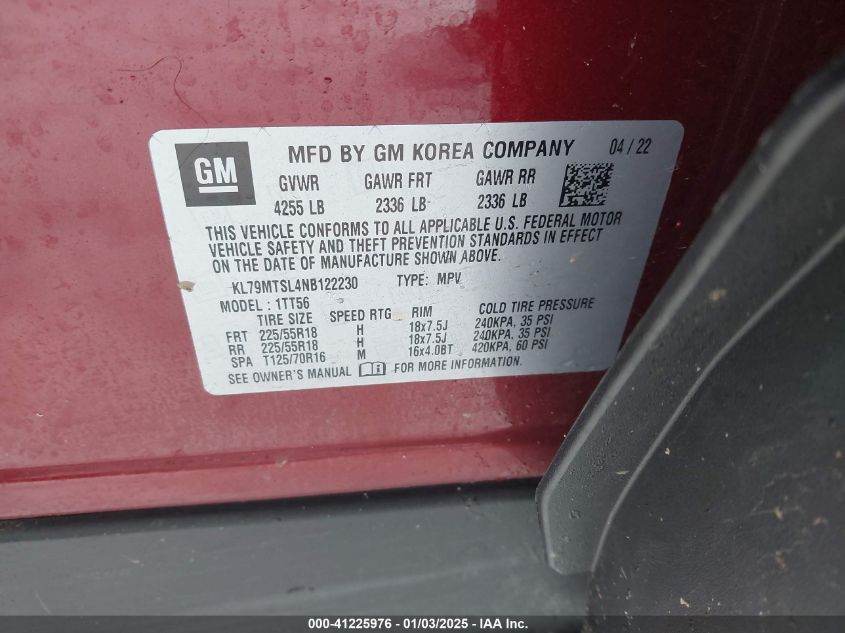 GM MFD BY GM KOREA COMPANY 04 / 22
GVWR GAWR FRT GAWR RR
4255 LB 2336 LB 2336 LB
THIS VEHICLE CONFORMS TO ALL APPLICABLE U.S. FEDERAL MOTOR
VEHICLE SAFETY AND THEFT PREVENTION STANDARDS IN EFFECT
ON THE DATE OF MANUFACTURE SHOWN ABOVE.
KL79MTSL4NB122230 TYPE: MPV
MODEL : 1TT56
TIRE SIZE SPEED RTG RIM COLD TIRE PRESSURE
FRT 225/55R18 H 18x7.5J 240KPA, 35 PSI
RR 225/55R18 H 18x7.5J 240KPA, 35 PSI
SPA T125/70R16 M 16x4.0BT 420KPA, 60 PSI
SEE OWNER'S MANUAL FOR MORE INFORMATION.
000-41225976 - 01/03/2025 - IAA Holdings, LLC.